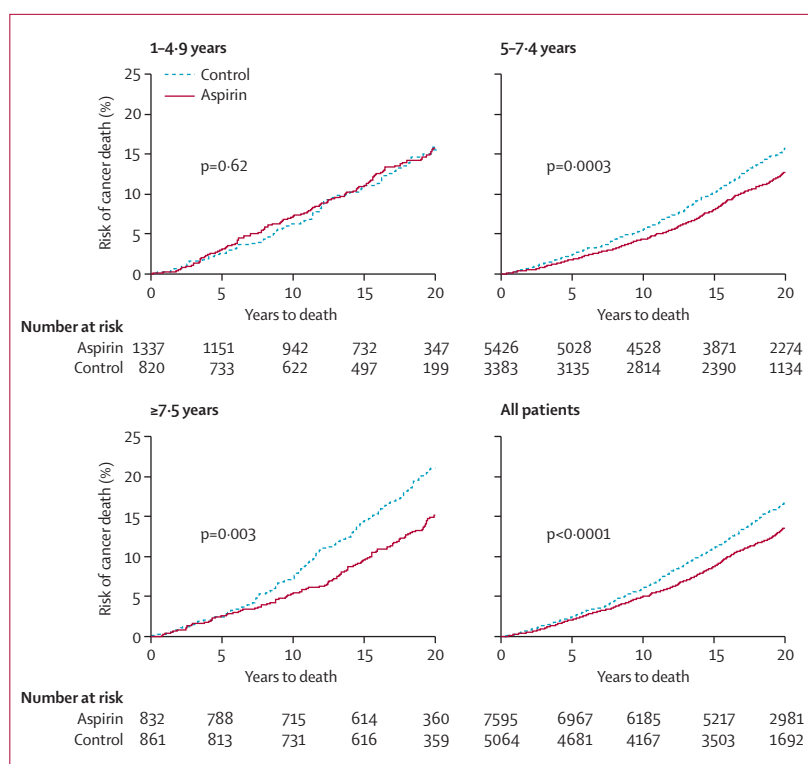 1–4·9 years
5–7·4 years
25
20
15
10
5
0
Risk of cancer death (%)
Control
Aspirin
p=0·62
p=0·0003
0 5 10 15 20
0 5 10 15 20
Years to death
Years to death
Number at risk
Aspirin 1337 1151 942 732 347 5426 5028 4528 3871 2274
Control 820 733 622 497 199 3383 3135 2814 2390 1134
≥7·5 years
All patients
25
20
15
10
5
0
Risk of cancer death (%)
p=0·003
p<0·0001
0 5 10 15 20
0 5 10 15 20
Years to death
Years to death
Number at risk
Aspirin 832 788 715 614 360 7595 6967 6185 5217 2981
Control 861 813 731 616 359 5064 4681 4167 3503 1692